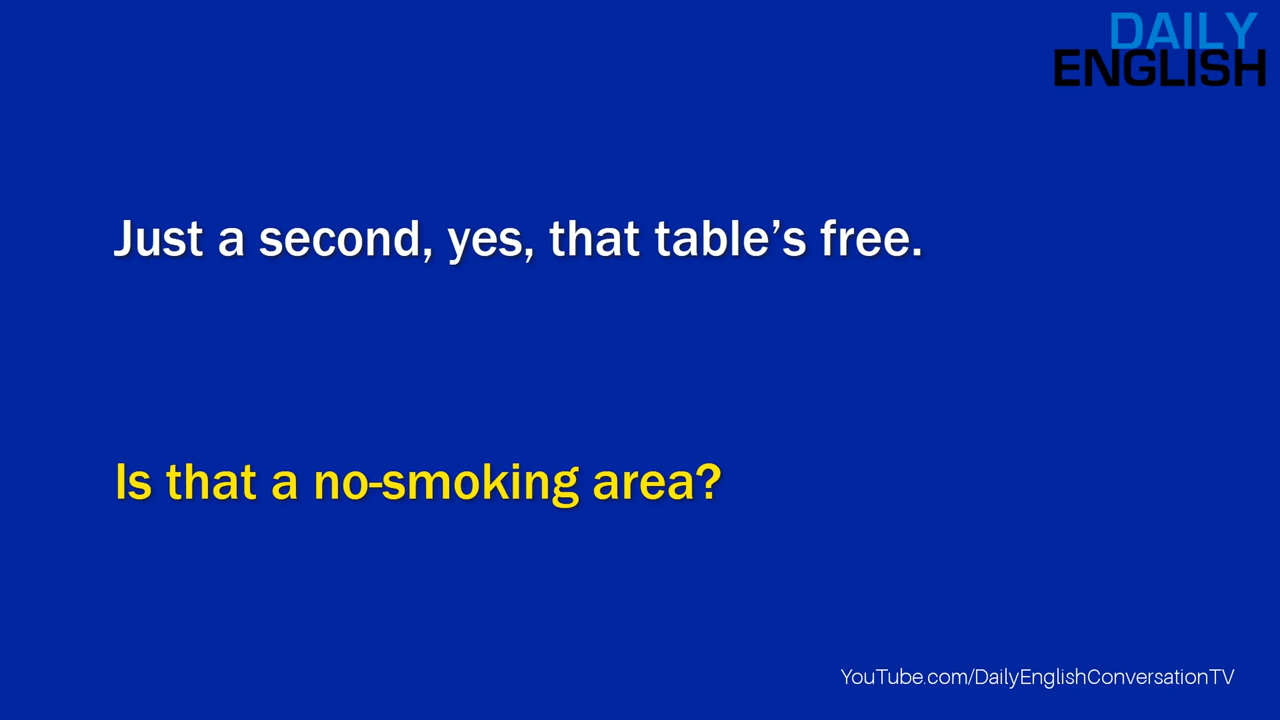 DAILY
ENGLISH
Just a second, yes, that table’s free.
Is that a no-smoking area?
YouTube.com/DailyEnglishConversationTV